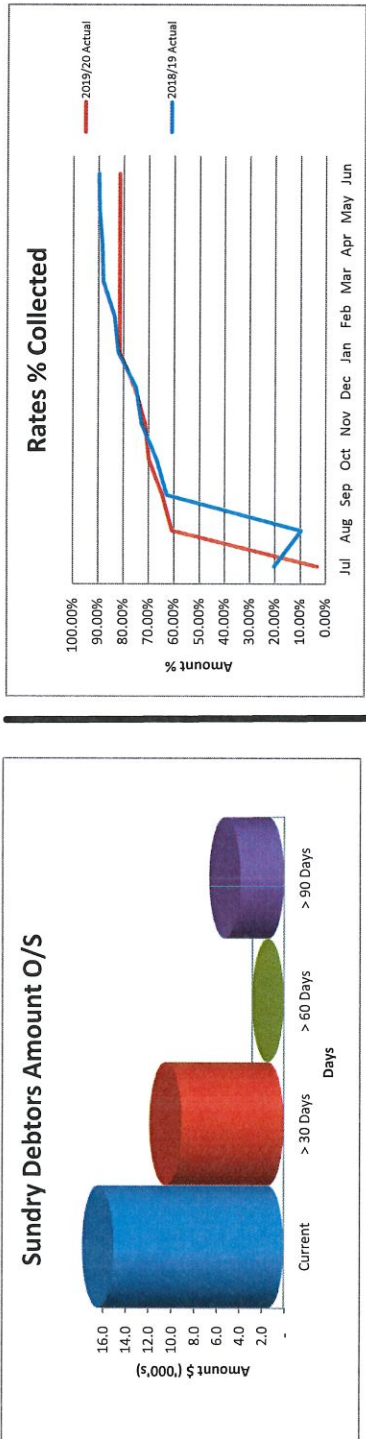 Sundry Debtors Amount O/S
Amount $ ('000's)
16.0
14.0
12.0
10.0
8.0
6.0
4.0
2.0
-
Current
> 30 Days
> 60 Days
> 90 Days
Days
Rates % Collected
Amount %
100.00%
90.00%
80.00%
70.00%
60.00%
50.00%
40.00%
30.00%
20.00%
10.00%
0.00%
Jul Aug Sep Oct Nov Dec Jan Feb Mar Apr May Jun
2019/20 Actual
2018/19 Actual